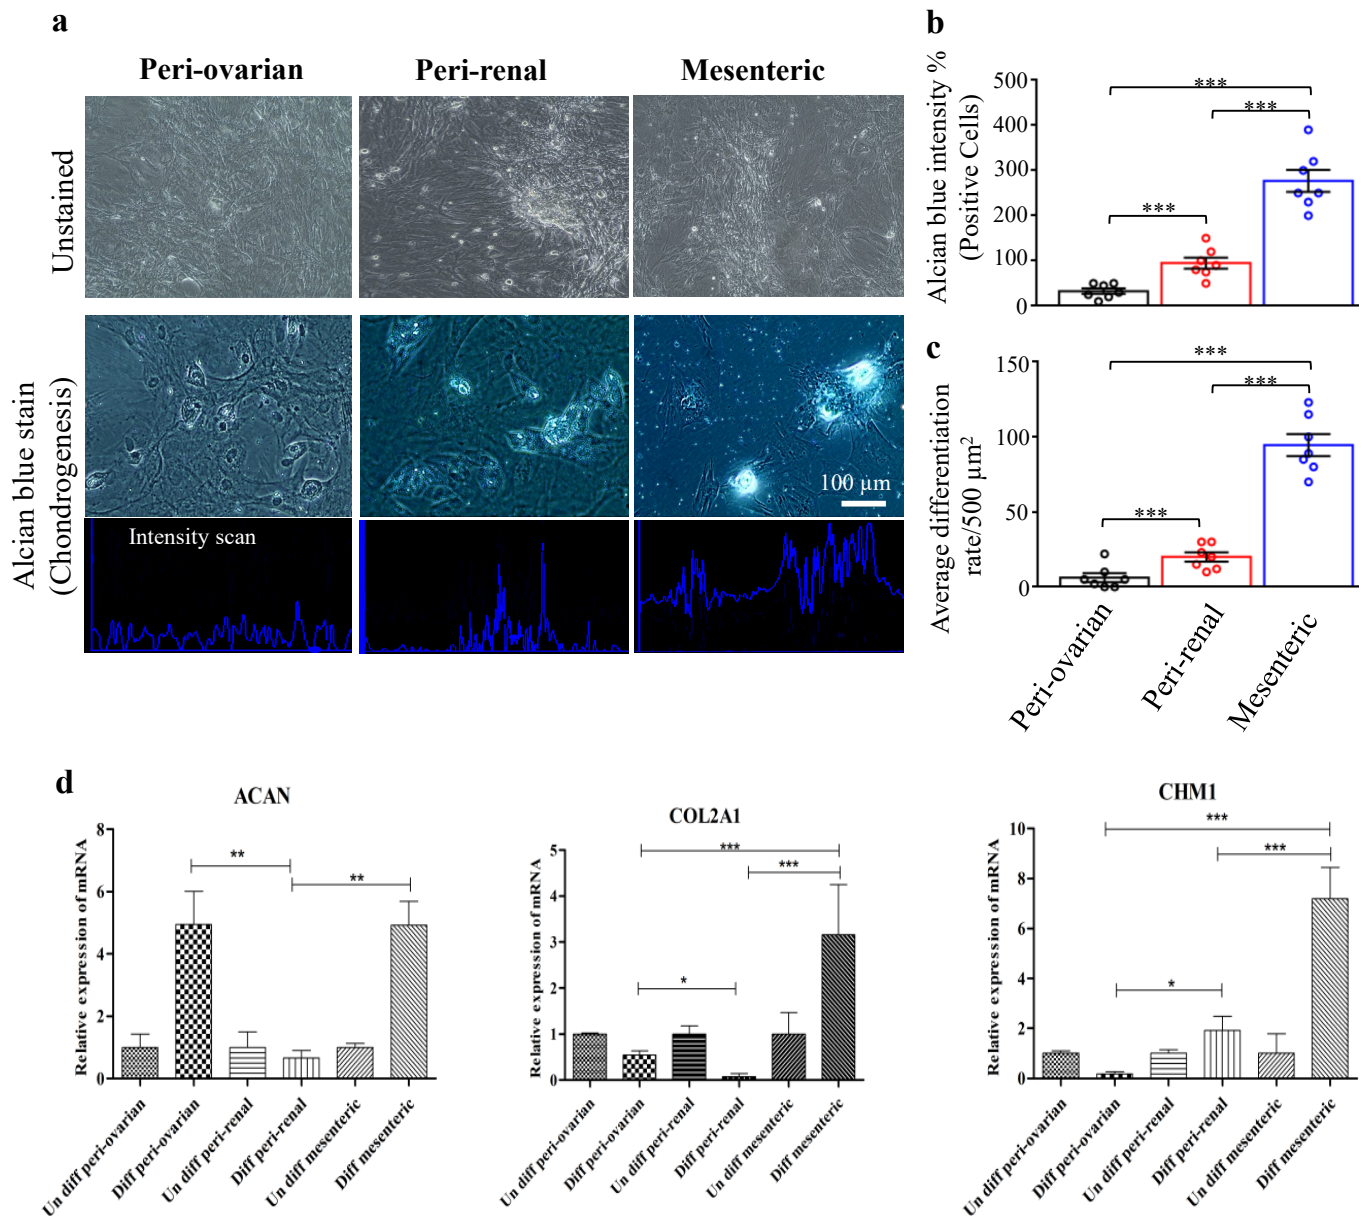 a
Peri-ovarian
Peri-renal
Mesenteric
Unstained
Alcian blue stain
(Chondrogenesis)
100 µm
Intensity scan
b
Alcian blue intensity %
(Positive Cells)
500
400
300
200
100
0
***
***
***
c
Average differentiation
rate/500 µm²
150
100
50
0
***
***
***
Peri-ovarian
Peri-renal
Mesenteric
d
ACAN
Relative expression of mRNA
8
6
4
2
0
**
**
Un diff peri-ovarian
Diff peri-ovarian
Un diff peri-renal
Diff peri-renal
Un diff mesenteric
Diff mesenteric
COL2A1
Relative expression of mRNA
5
4
3
2
1
0
***
***
*
Un diff peri-ovarian
Diff peri-ovarian
Un diff peri-renal
Diff peri-renal
Un diff mesenteric
Diff mesenteric
CHM1
Relative expression of mRNA
10
8
6
4
2
0
***
***
*
Un diff peri-ovarian
Diff peri-ovarian
Un diff peri-renal
Diff peri-renal
Un diff mesenteric
Diff mesenteric